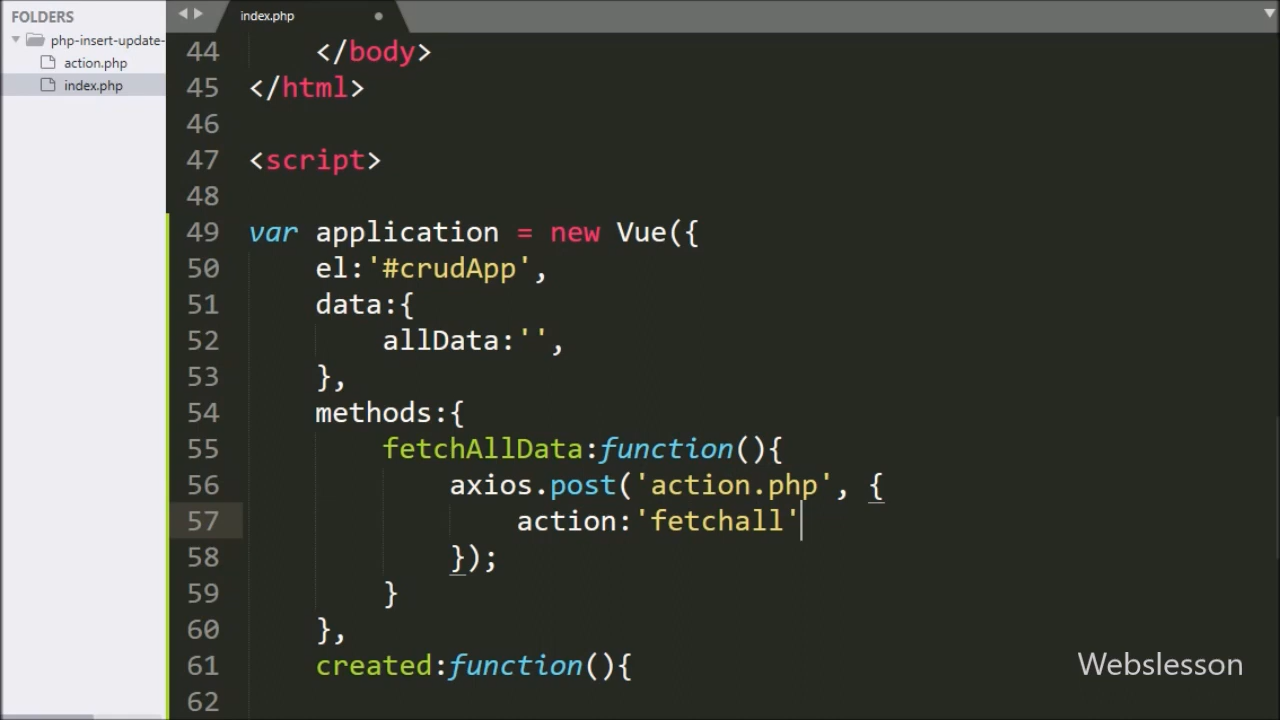 FOLDERS
php-insert-update-
action.php
index.php
index.php
44 </body>
45 </html>
46
47 <script>
48
49 var application = new Vue({
50 el:'#crudApp',
51 data:{
52 allData:'',
53 },
54 methods:{
55 fetchAllData:function(){
56 axios.post('action.php', {
57 action:'fetchall'
58 });
59 }
60 },
61 created:function(){
62
Webslesson